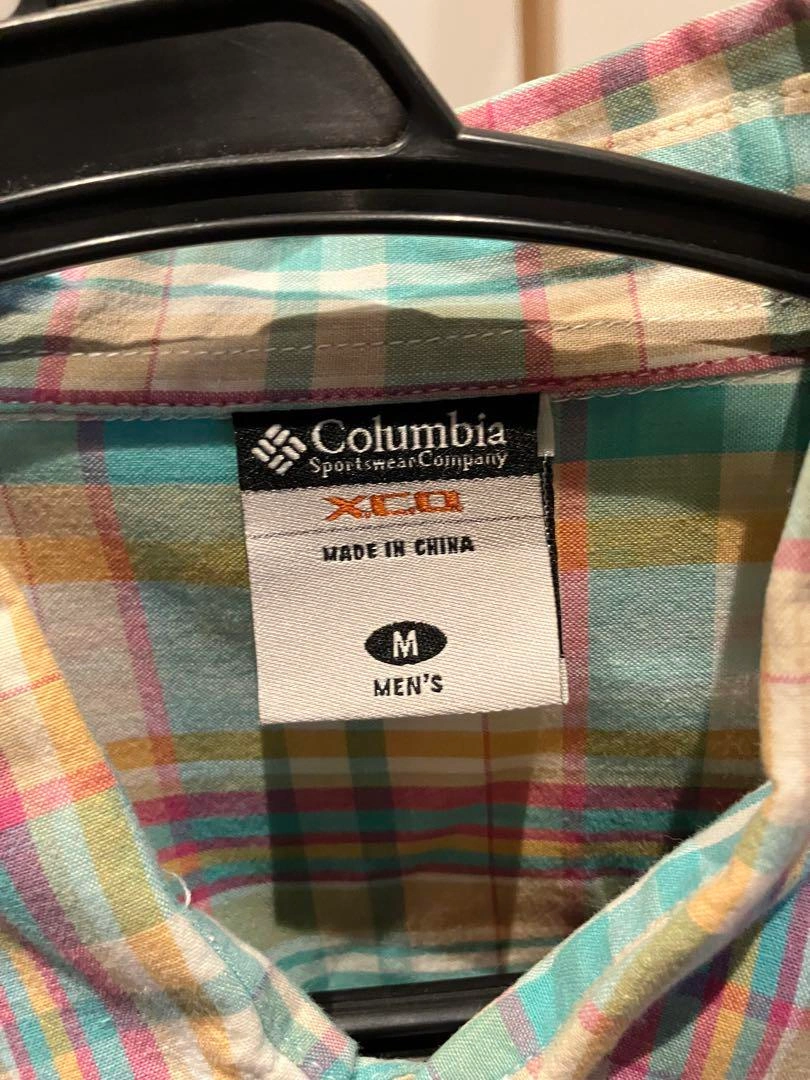 Columbia
Sportswear Company
XCO
MADE IN CHINA
M
MEN'S